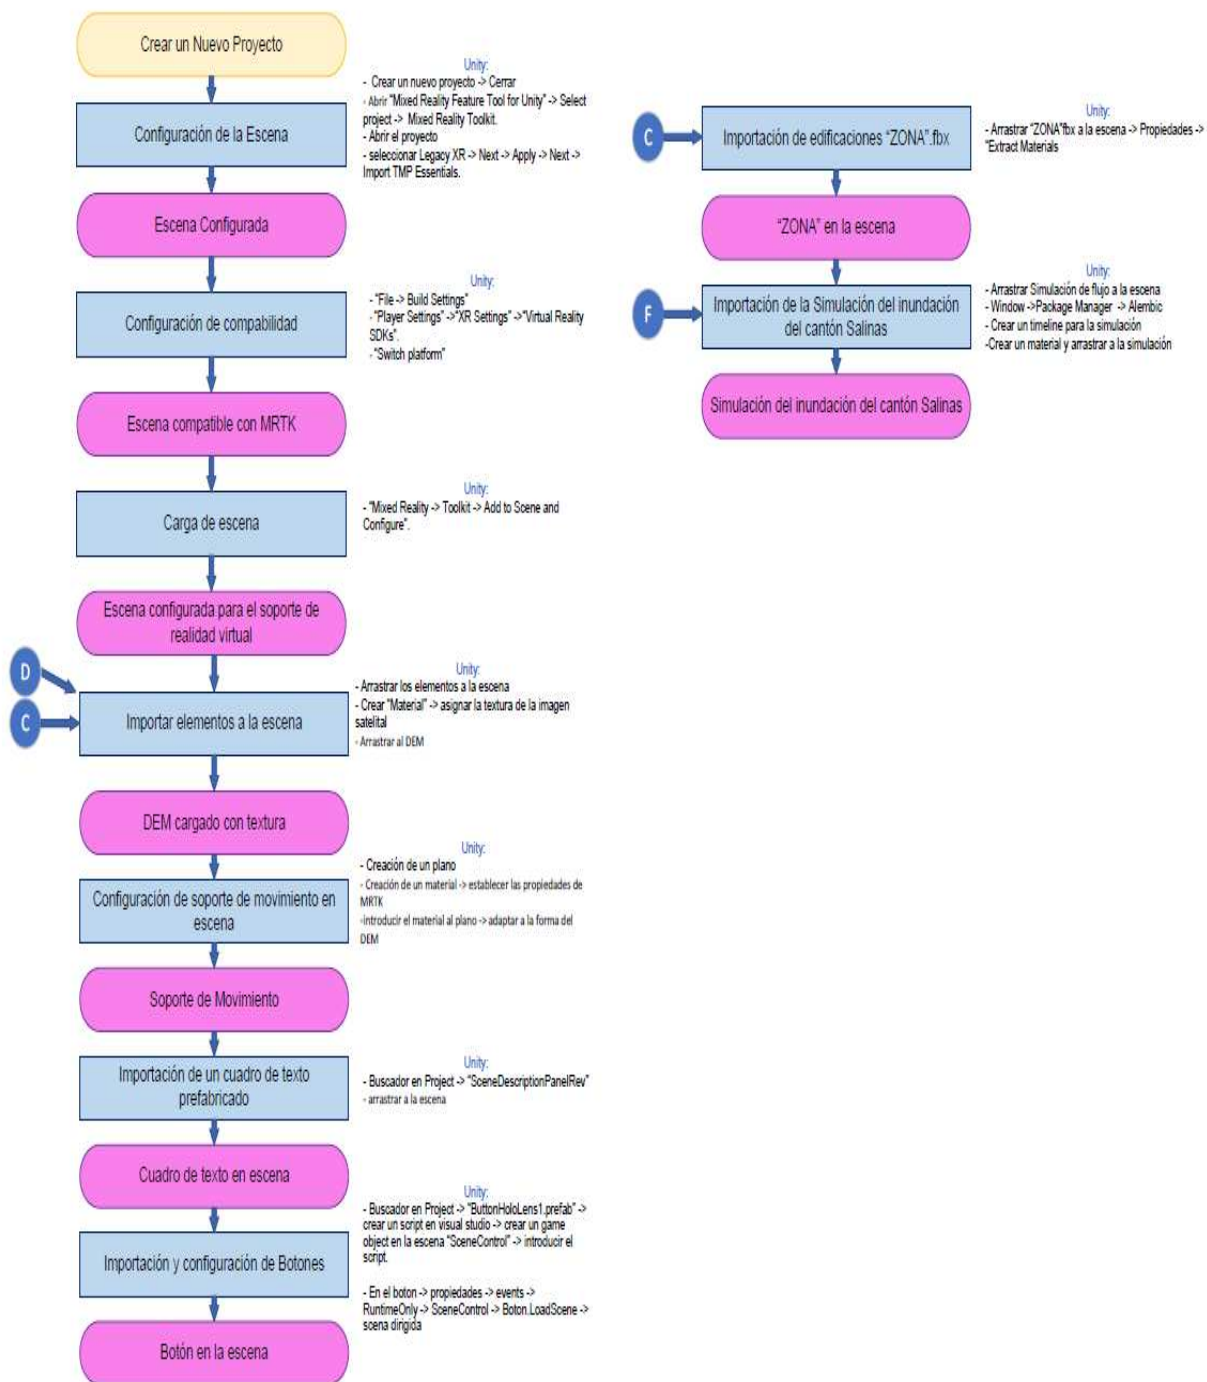 Crear un Nuevo Proyecto
Unity:
- Crear un nuevo proyecto -> Cerrar
- Abrir "Mixed Reality Feature Tool for Unity" -> Select
project -> Mixed Reality Toolkit.
- Abrir el proyecto
- seleccionar Legacy XR -> Next -> Apply -> Next ->
Import TMP Essentials.
Configuración de la Escena
Escena Configurada
Unity:
- "File -> Build Settings"
- "Player Settings" ->"XR Settings" ->"Virtual Reality
SDKs".
- "Switch platform"
Configuración de compabilidad
Escena compatible con MRTK
Unity:
- "Mixed Reality -> Toolkit -> Add to Scene and
Configure".
Carga de escena
Escena configurada para el soporte de
realidad virtual
D
C
Unity:
- Arrastrar los elementos a la escena
- Crear "Material" -> asignar la textura de la imagen
satelital
- Arrastrar al DEM
Importar elementos a la escena
DEM cargado con textura
Unity:
- Creación de un plano
- Creación de un material -> establecer las propiedades de
MRTK
-introducir el material al plano -> adaptar a la forma del
DEM
Configuración de soporte de movimiento en
escena
Soporte de Movimiento
Unity:
- Buscador en Project -> "SceneDescriptionPanelRev"
- arrastrar a la escena
Importación de un cuadro de texto
prefabricado
Cuadro de texto en escena
Unity:
- Buscador en Project -> "ButtonHoloLens1.prefab" ->
crear un script en visual studio -> crear un game
object en la escena "SceneControl" -> introducir el
script.
- En el boton -> propiedades -> events ->
RuntimeOnly -> SceneControl -> Boton.LoadScene ->
scena dirigida
Importación y configuración de Botones
Botón en la escena
C
Importación de edificaciones "ZONA".fbx
Unity:
- Arrastrar "ZONA"fbx a la escena -> Propiedades ->
"Extract Materials
"ZONA" en la escena
F
Importación de la Simulación del inundación
del cantón Salinas
Unity:
- Arrastrar Simulación de flujo a la escena
- Window ->Package Manager -> Alembic
- Crear un timeline para la simulación
-Crear un material y arrastrar a la simulación
Simulación del inundación del cantón Salinas